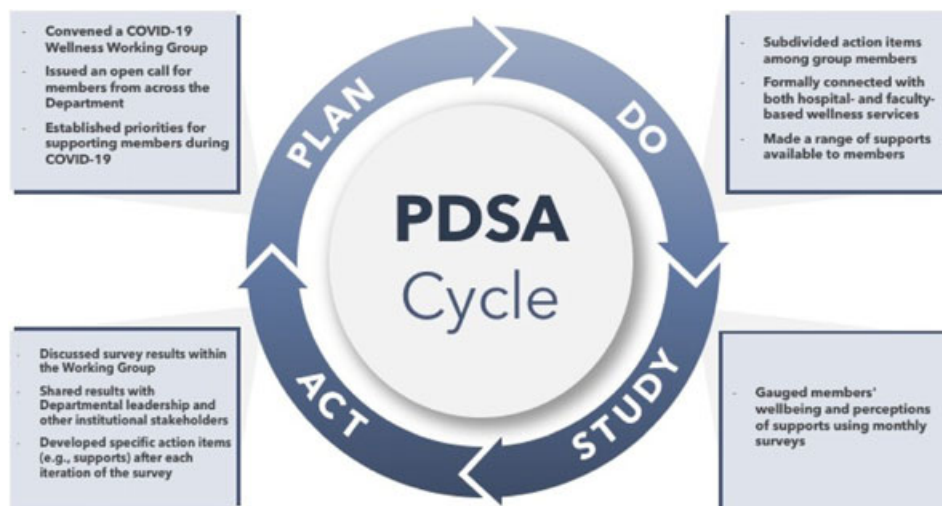 - Convened a COVID-19
Wellness Working Group
- Issued an open call for
members from across the
Department
- Established priorities for
supporting members during
COVID-19
- Subdivided action items
among group members
- Formally connected with
both hospital- and faculty-
based wellness services
- Made a range of supports
available to members
PLAN
DO
PDSA
Cycle
ACT
STUDY
- Discussed survey results within
the Working Group
- Shared results with
Departmental leadership and
other institutional stakeholders
- Developed specific action items
(e.g., supports) after each
iteration of the survey
- Gauged members'
wellbeing and perceptions
of supports using monthly
surveys